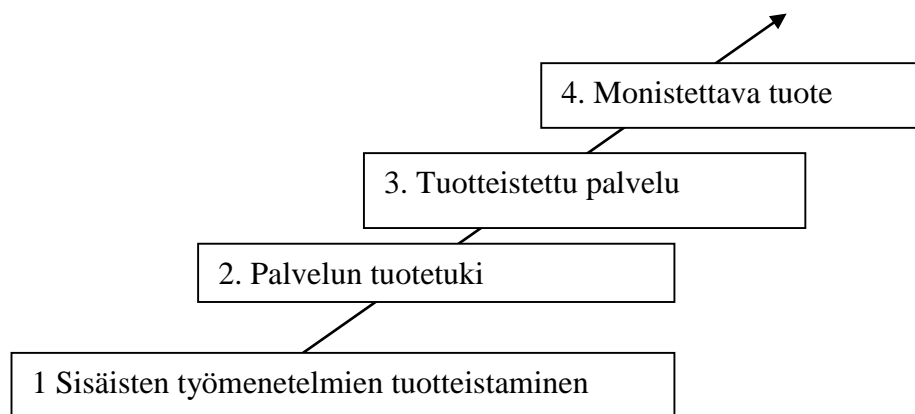 4. Monistettava tuote
3. Tuotteistettu palvelu
2. Palvelun tuotetuki
1 Sisäisten työmenetelmien tuotteistaminen